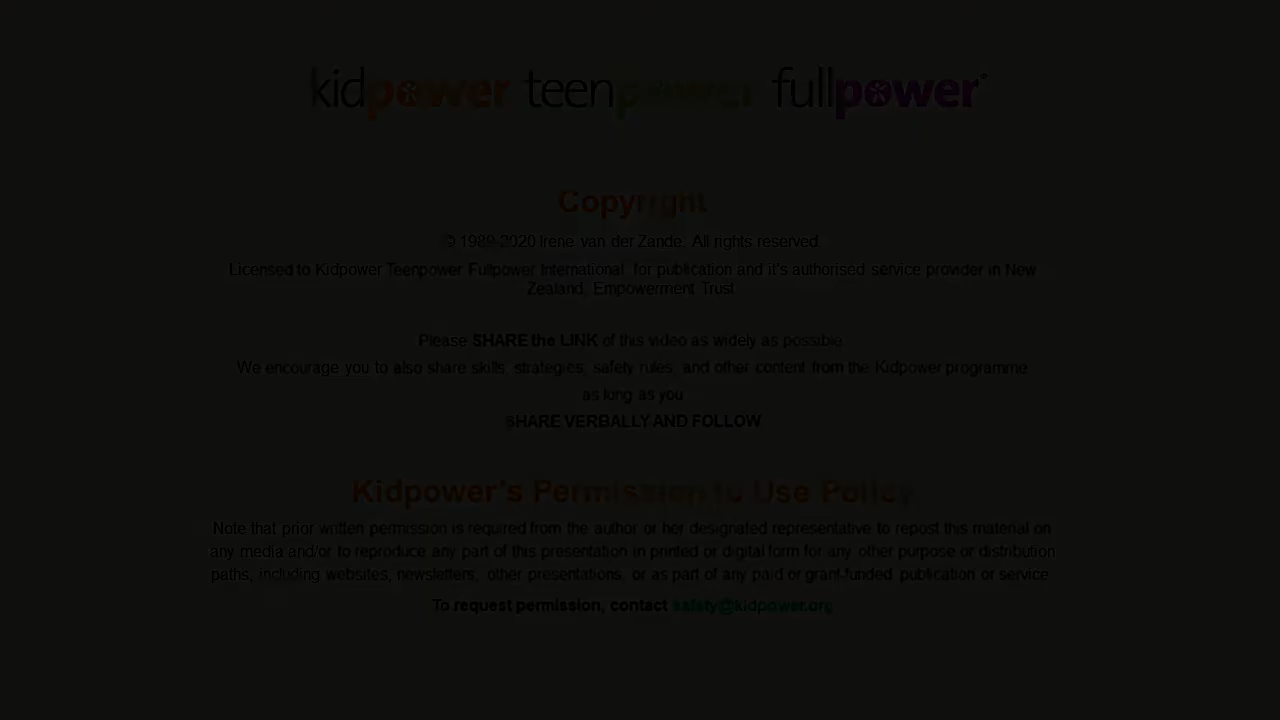 kidpower teenpower fullpower
Copyright
© 1989-2020 Irene van der Zande. All rights reserved.
Licensed to Kidpower Teenpower Fullpower International for publication and it's authorised service provider in New
Zealand, Empowerment Trust
Please SHARE the LINK of this video as widely as possible
We encourage you to also share skills, strategies, safety rules, and other content from the Kidpower programme
as long as you
SHARE VERBALLY AND FOLLOW
Kidpower's Permission to Use Policy
Note that prior written permission is required from the author or her designated representative to repost this material on
any media and/or to reproduce any part of this presentation in printed or digital form for any other purpose or distribution
paths, including websites, newsletters, other presentations, or as part of any paid or grant-funded publication or service
To request permission, contact safety@kidpower.org